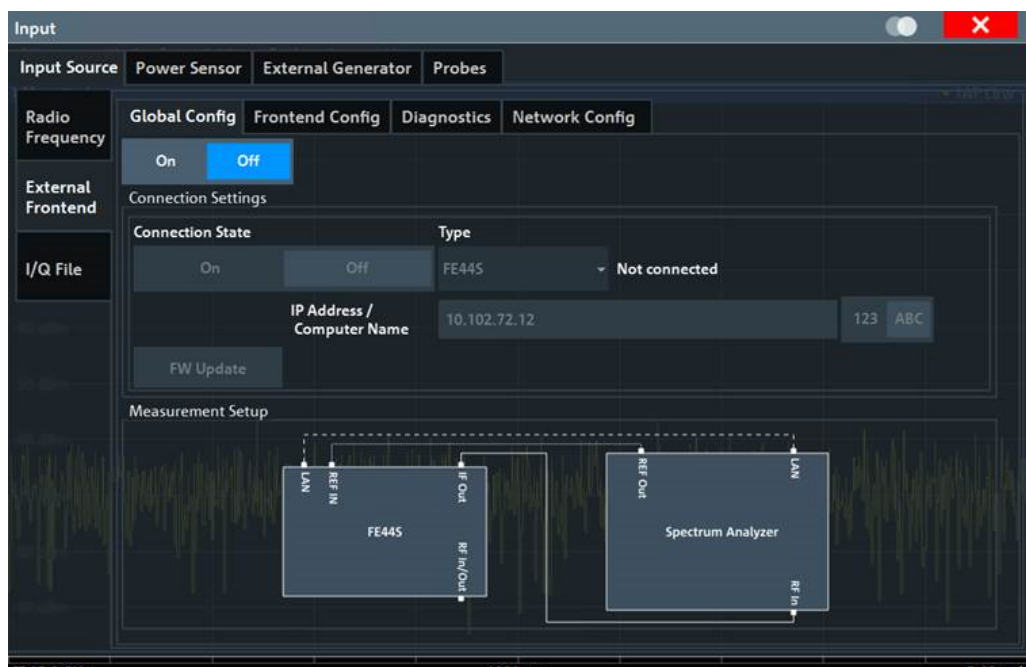 Input
Input Source Power Sensor External Generator Probes
Radio Frequency
External Frontend
I/Q File
Global Config Frontend Config Diagnostics Network Config
On Off
Connection Settings
Connection State Type
On Off FE44S Not connected
IP Address /
Computer Name 10.102.72.12 123 ABC
FW Update
Measurement Setup
LAN REF IN IF Out REF Out LAN
FE44S Spectrum Analyzer
RF In/Out RF In